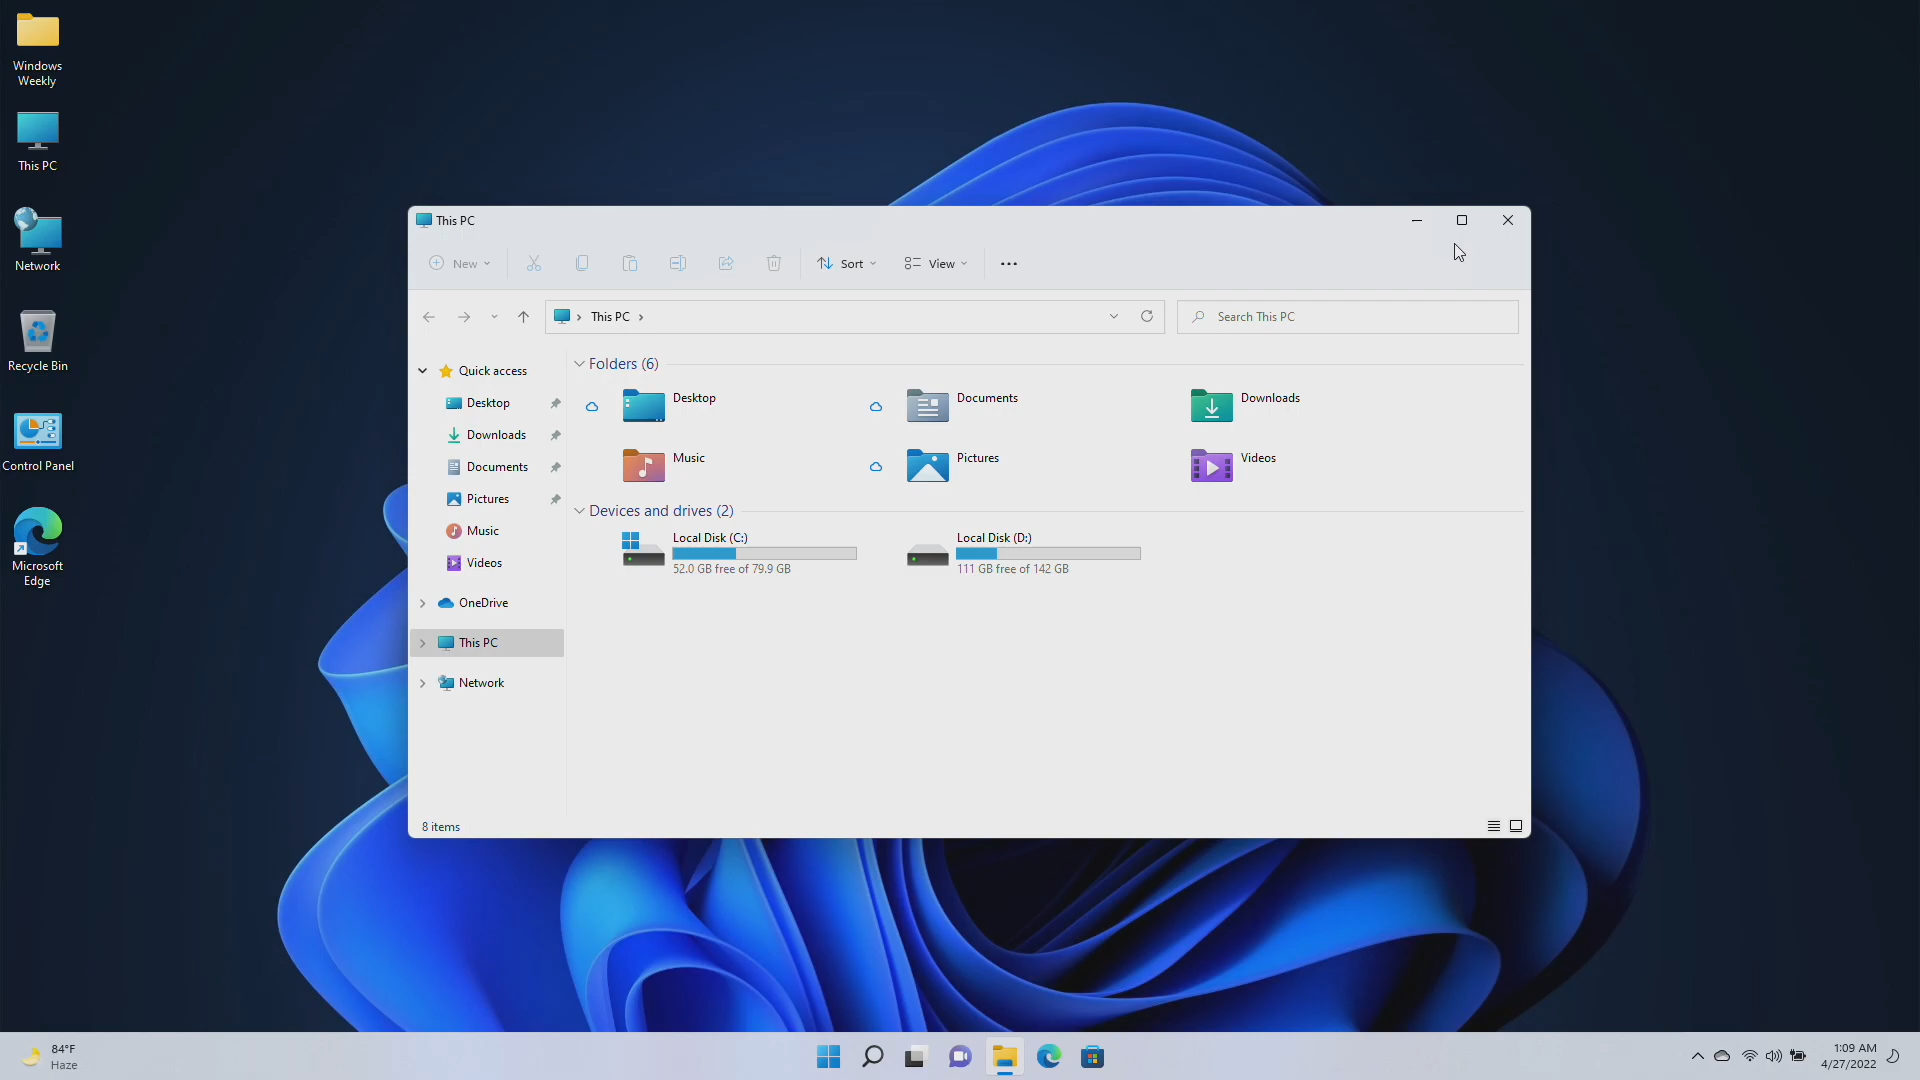 Windows
Weekly
This PC
Network
Recycle Bin
Control Panel
Microsoft
Edge
This PC
New
Sort
View
This PC
Search This PC
Quick access
Desktop
Downloads
Documents
Pictures
Music
Videos
OneDrive
This PC
Network
Folders (6)
Desktop
Documents
Downloads
Music
Pictures
Videos
Devices and drives (2)
Local Disk (C:)
52.0 GB free of 79.9 GB
Local Disk (D:)
111 GB free of 142 GB
8 items
84°F
Haze
1:09 AM
4/27/2022